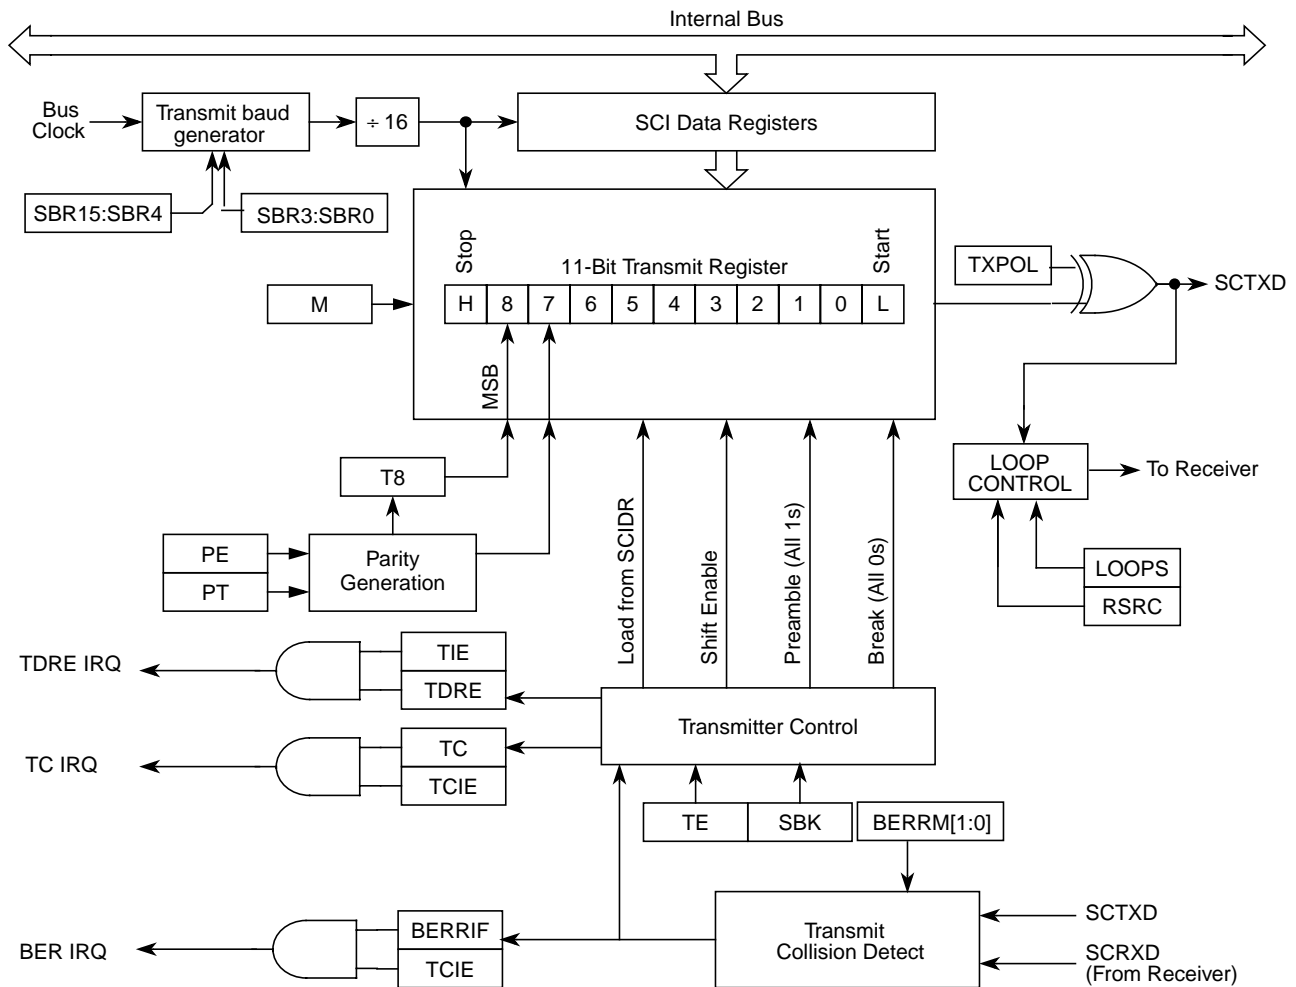 Internal Bus
Bus
Clock
Transmit baud
generator
÷ 16
SCI Data Registers
SBR15:SBR4
SBR3:SBR0
Stop
11-Bit Transmit Register
Start
H 8 7 6 5 4 3 2 1 0 L
M
MSB
TXPOL
SCTXD
T8
LOOP
CONTROL
To Receiver
PE
PT
Parity
Generation
LOOPS
RSRC
Load from SCIDR
Shift Enable
Preamble (All 1s)
Break (All 0s)
TDRE IRQ
TIE
TDRE
Transmitter Control
TC IRQ
TC
TCIE
TE
SBK
BERRM[1:0]
BER IRQ
BERRIF
TCIE
Transmit
Collision Detect
SCTXD
SCRXD
(From Receiver)